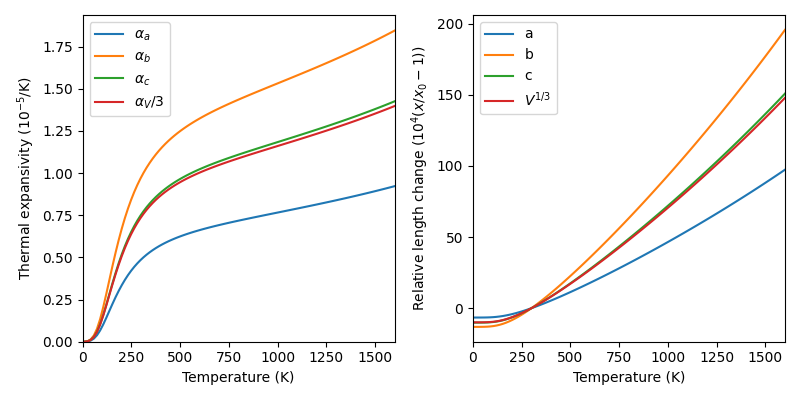 Thermal expansivity (10⁻⁵/K)
1.75
1.50
1.25
1.00
0.75
0.50
0.25
0.00
α_a
α_b
α_c
α_V/3
0 250 500 750 1000 1250 1500
Temperature (K)
Relative length change (10⁴(x/x₀ − 1))
200
150
100
50
0
a
b
c
V^{1/3}
0 250 500 750 1000 1250 1500
Temperature (K)